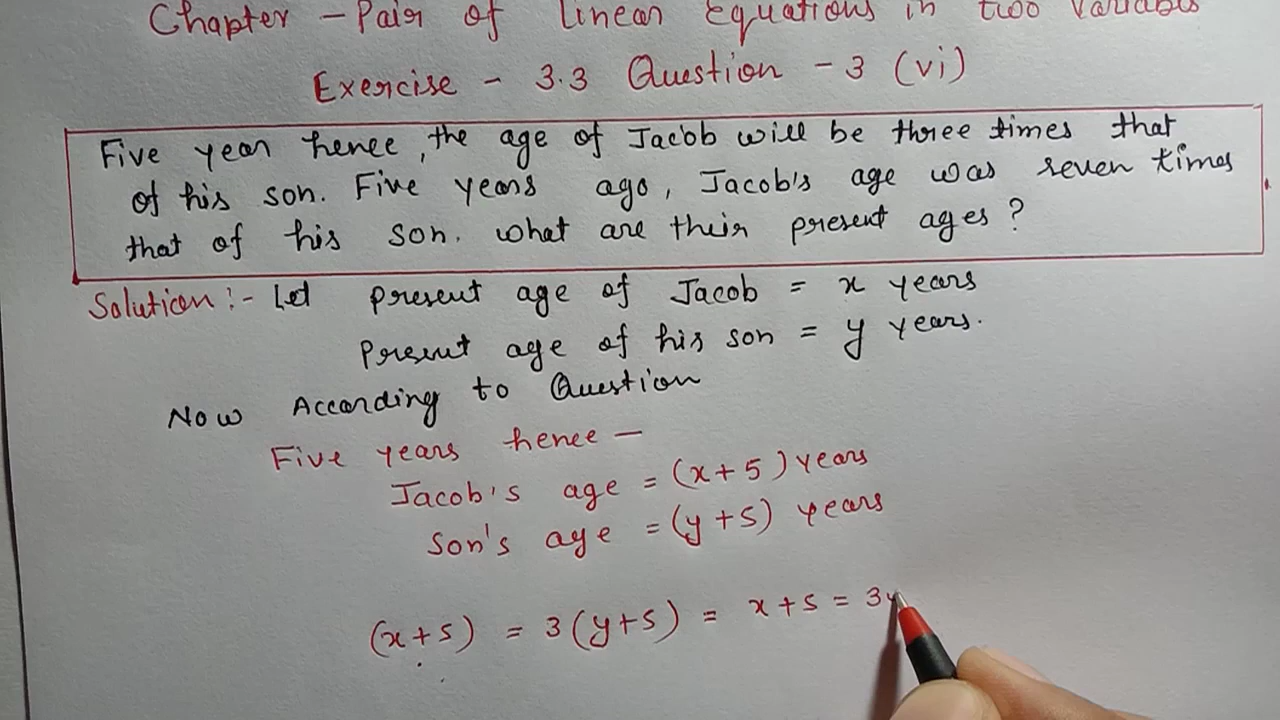 Chapter - Pair of linear Equations in two variabls
Exercise - 3.3 Question - 3 (vi)
Five year hence, the age of Jacob will be three times that
of his son. Five years ago, Jacob's age was seven times
that of his son. what are their present ages?
Solution :- Let present age of Jacob = x years
Present age of his son = y years.
Now According to Question
Five years hence -
Jacob's age = (x+5) years
Son's age = (y+5) years
(x+5) = 3(y+5) = x+5 = 3y